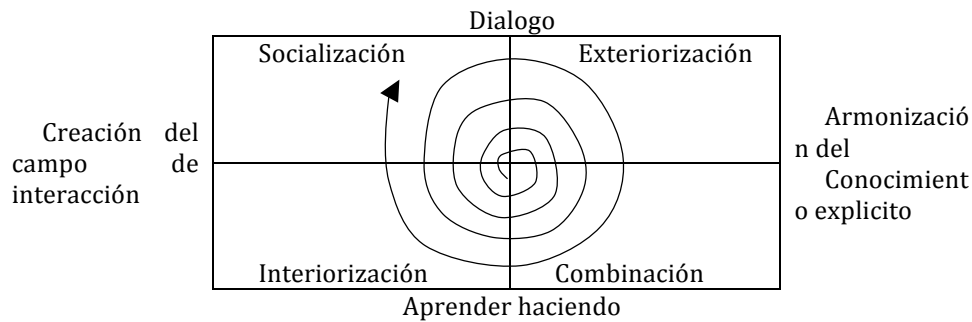 Dialogo
Socialización
Exteriorización
Creación del
campo de
interacción
Armonizació
n del
Conocimient
o explicito
Interiorización
Combinación
Aprender haciendo